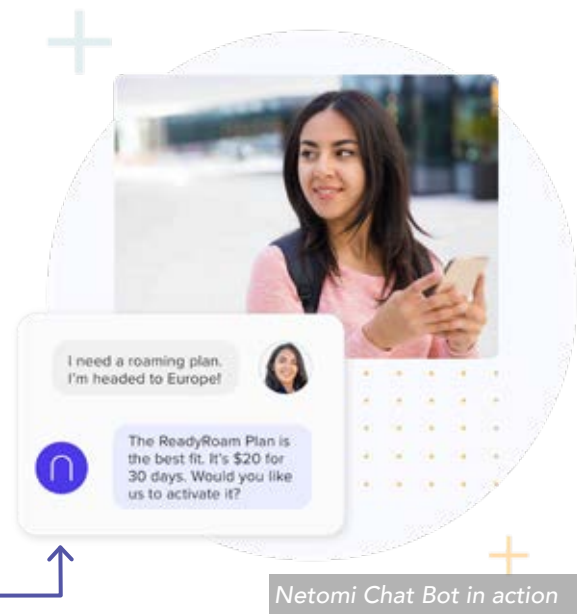 I need a roaming plan.
I'm headed to Europe!
The ReadyRoam Plan is
the best fit. It's $20 for
30 days. Would you like
us to activate it?
Netomi Chat Bot in action